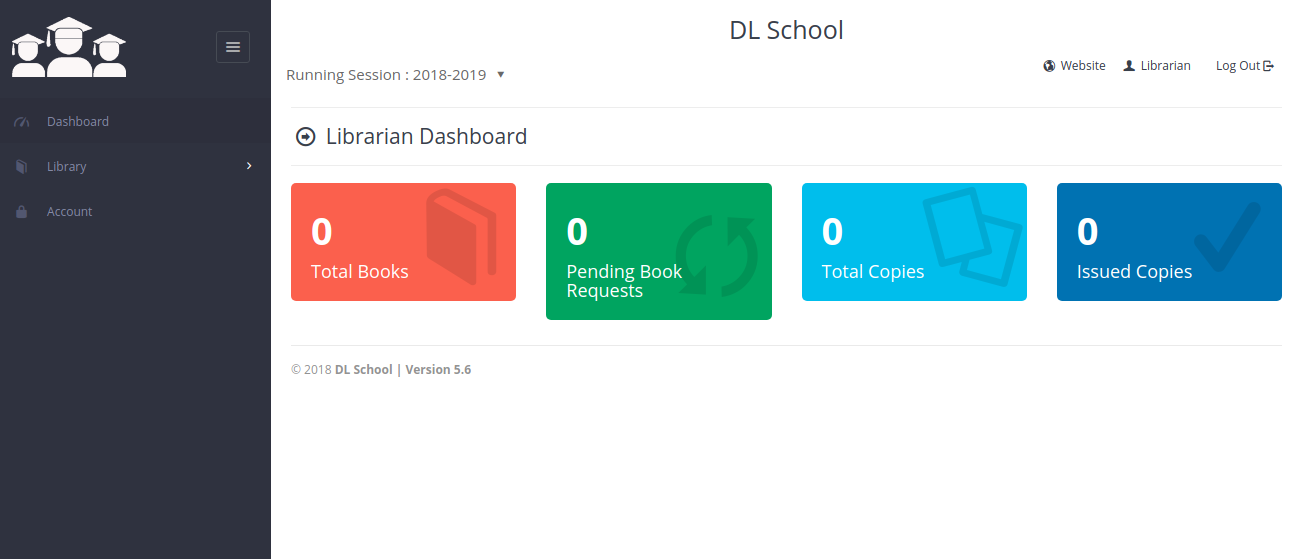 DL School
Running Session : 2018-2019
Website Librarian Log Out
Dashboard
Library
Account
Librarian Dashboard
0
Total Books
0
Pending Book
Requests
0
Total Copies
0
Issued Copies
© 2018 DL School | Version 5.6